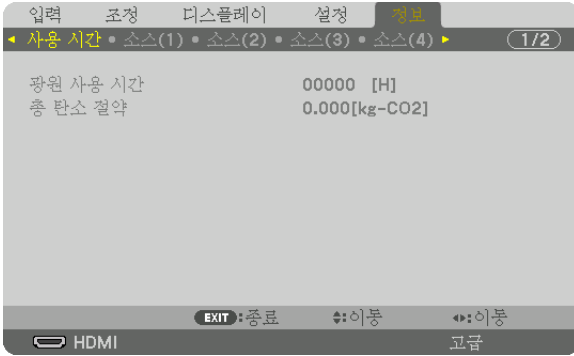 입력 조정 디스플레이 설정 정보
사용 시간 • 소스(1) • 소스(2) • 소스(3) • 소스(4) 1/2
광원 사용 시간 00000 [H]
총 탄소 절약 0.000[kg-CO2]
EXIT:종료 :이동 :이동
HDMI 고급